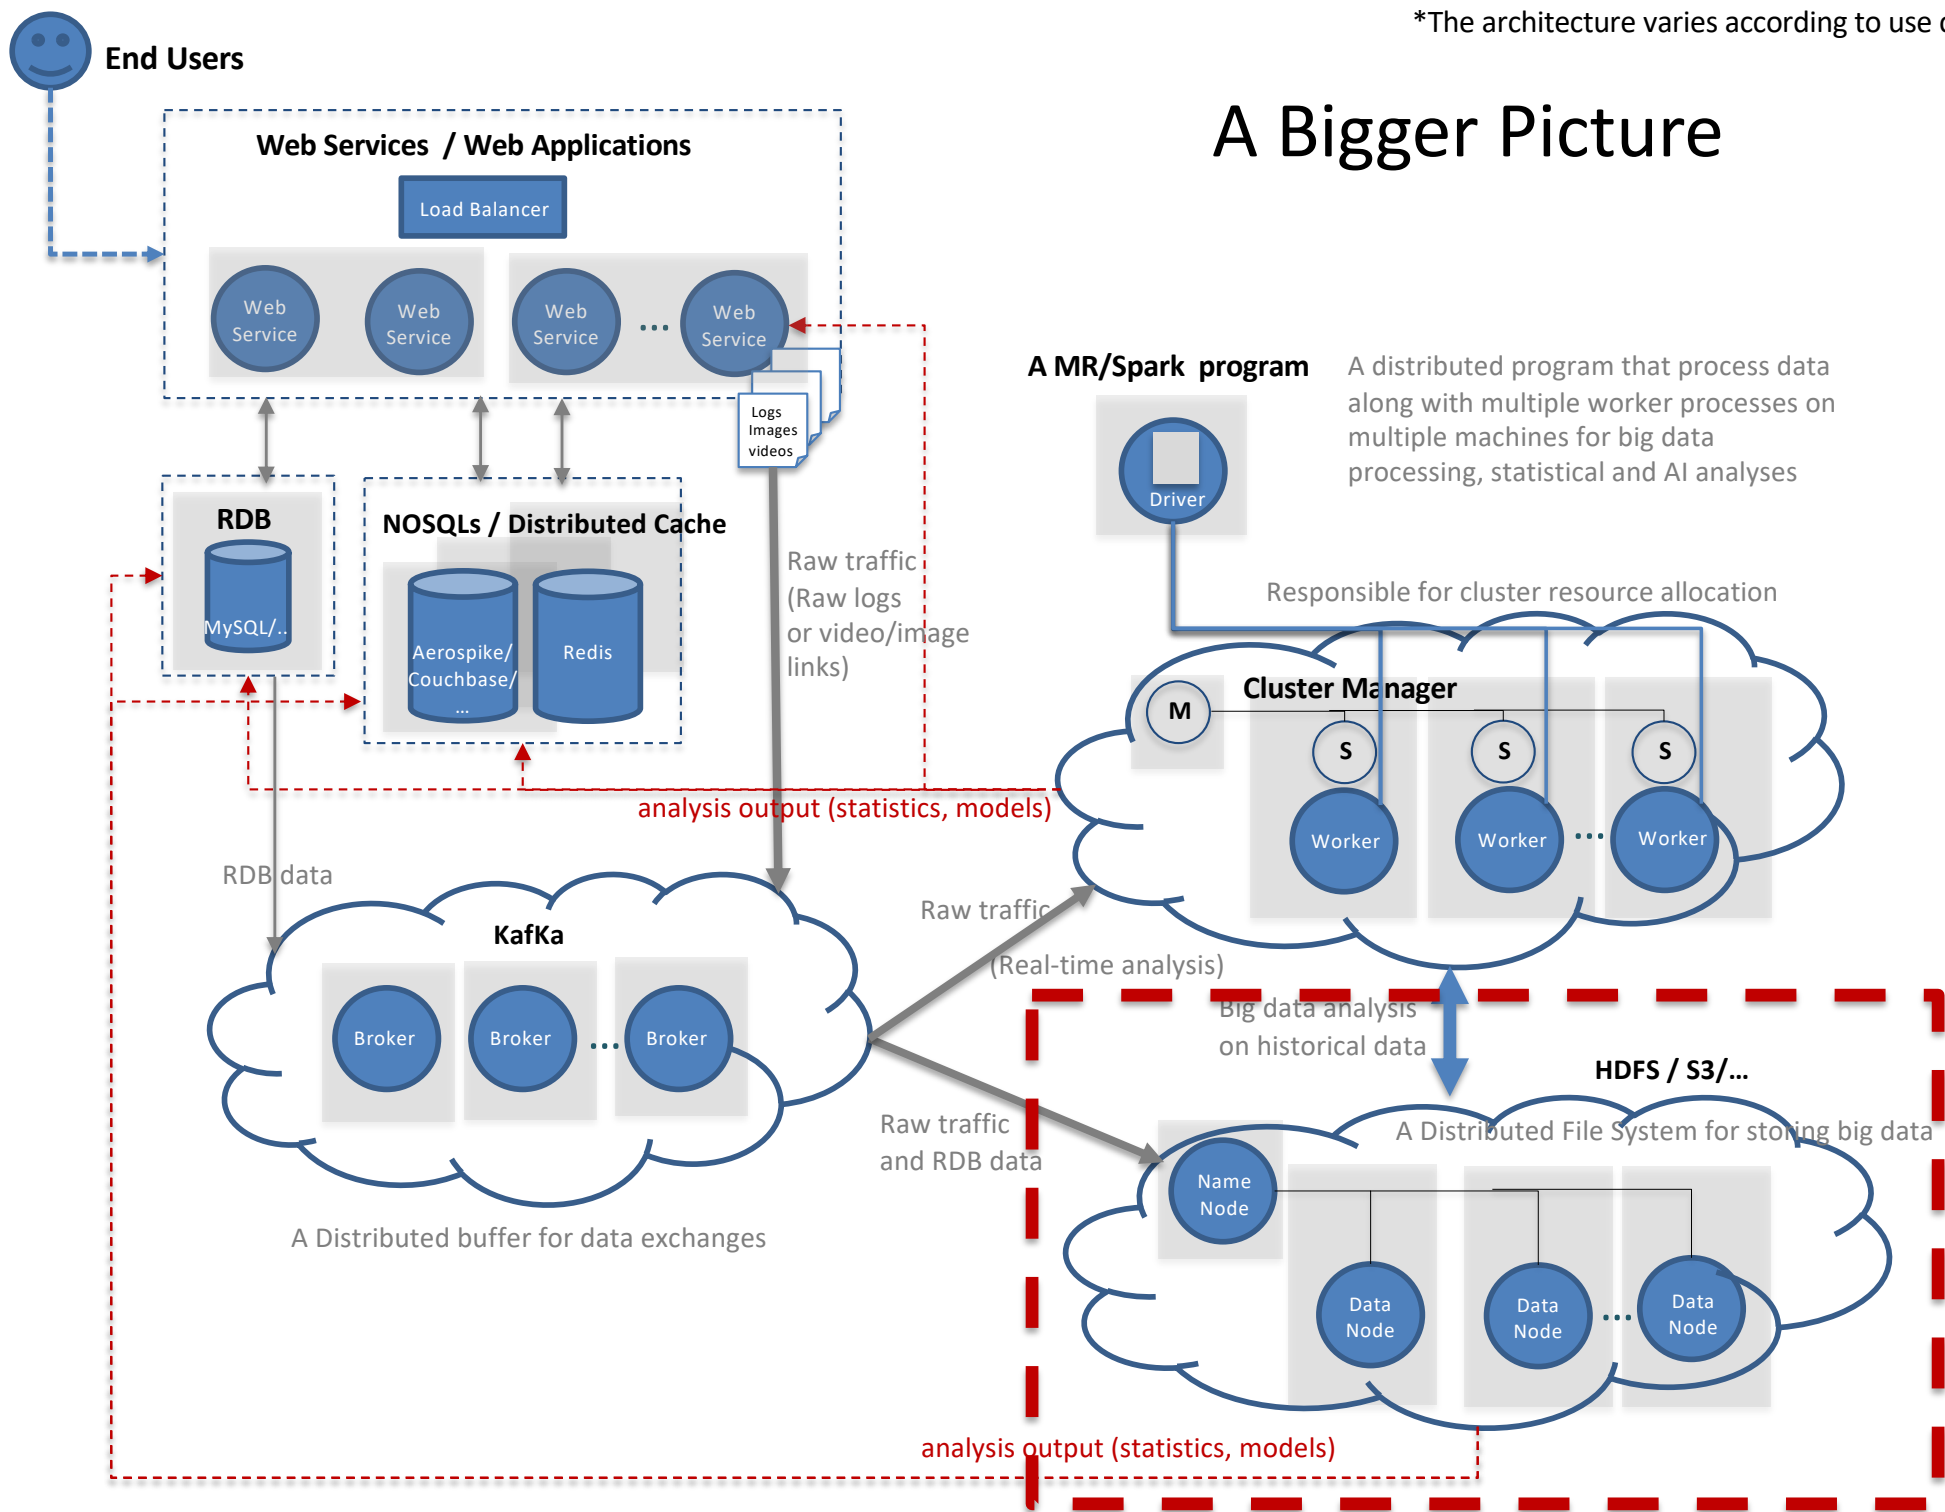 *The architecture varies according to use
End Users
A Bigger Picture
Web Services / Web Applications
Load Balancer
Web
Service
Web
Service
Web
Service
...
Web
Service
Logs
Images
videos
A MR/Spark program
A distributed program that process data
along with multiple worker processes on
multiple machines for big data
processing, statistical and AI analyses
Driver
RDB
MySQL/..
NOSQLs / Distributed Cache
Aerospike/
Couchbase/
...
Redis
Raw traffic
(Raw logs
or video/image
links)
Responsible for cluster resource allocation
Cluster Manager
M
S
S
S
Worker
Worker
...
Worker
analysis output (statistics, models)
RDB data
KafKa
Broker
Broker
...
Broker
A Distributed buffer for data exchanges
Raw traffic
(Real-time analysis)
Big data analysis
on historical data
Raw traffic
and RDB data
HDFS / S3/...
A Distributed File System for storing big data
Name
Node
Data
Node
Data
Node
...
Data
Node
analysis output (statistics, models)